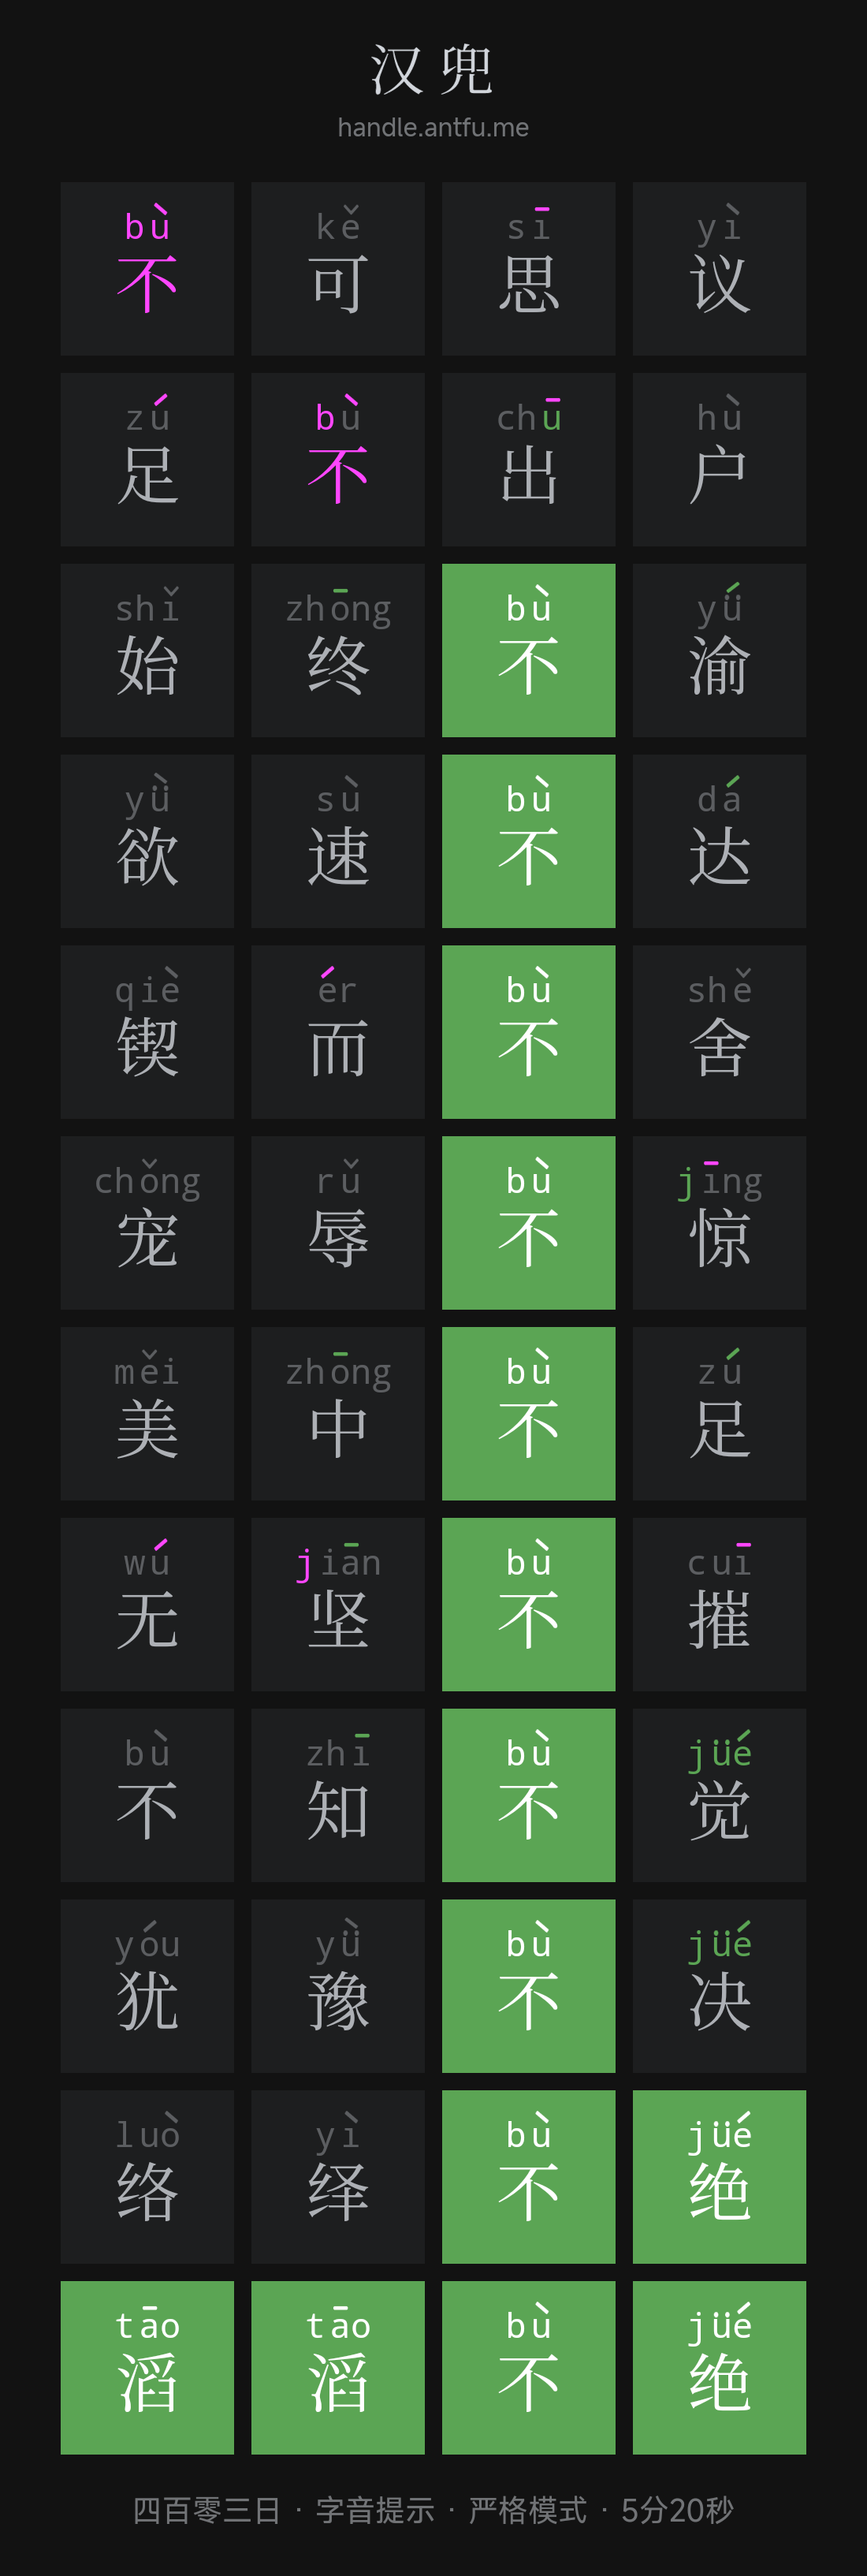 汉兜
handle.antfu.me
bù kě sī yì
不 可 思 议
zú bù chū hù
足 不 出 户
shǐ zhōng bù yǘ
始 终 不 渝
yǜ sù bù dá
欲 速 不 达
qiè ér bù shě
锲 而 不 舍
chǒng rǔ bù jīng
宠 辱 不 惊
měi zhōng bù zú
美 中 不 足
wú jiān bù cuī
无 坚 不 摧
bù zhī bù jüé
不 知 不 觉
yóu yǜ bù jüé
犹 豫 不 决
luò yì bù jüé
络 绎 不 绝
tāo tāo bù jüé
滔 滔 不 绝
四百零三日 · 字音提示 · 严格模式 · 5分20秒